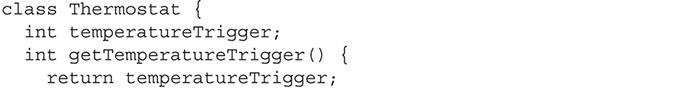 class Thermostat {
  int temperatureTrigger;
  int getTemperatureTrigger() {
    return temperatureTrigger;